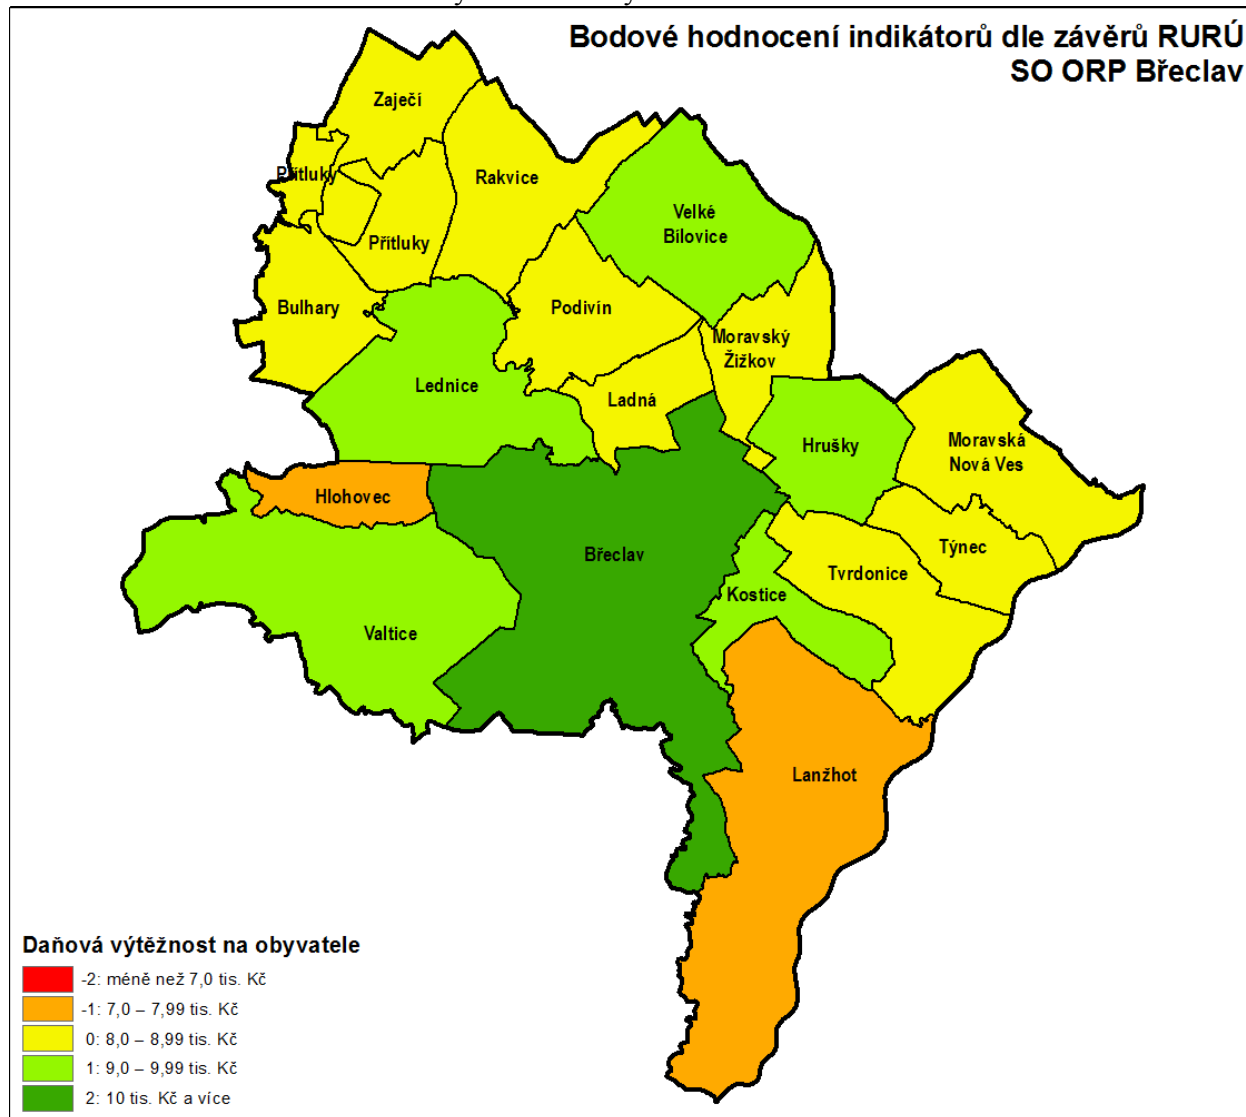 Bodové hodnocení indikátorů dle závěrů RURÚ
SO ORP Břeclav
Zaječí
Přítluky
Rakvice
Velké
Bílovice
Přítluky
Bulhary
Podivín
Moravský
Žižkov
Lednice
Ladná
Hrušky
Moravská
Nová Ves
Hlohovec
Břeclav
Týnec
Tvrdonice
Kostice
Valtice
Lanžhot
Daňová výtěžnost na obyvatele
-2: méně než 7,0 tis. Kč
-1: 7,0 – 7,99 tis. Kč
0: 8,0 – 8,99 tis. Kč
1: 9,0 – 9,99 tis. Kč
2: 10 tis. Kč a více